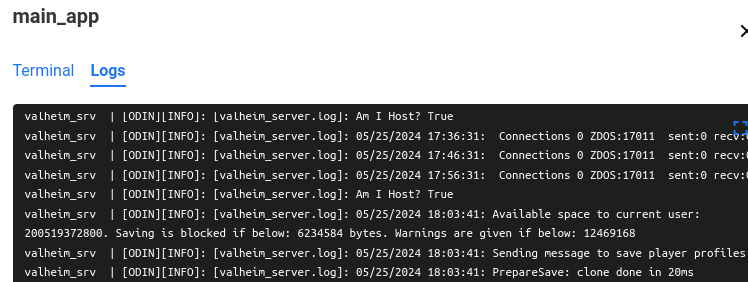 main_app
Terminal Logs
valheim_srv | [ODIN][INFO]: [valheim_server.log]: Am I Host? True
valheim_srv | [ODIN][INFO]: [valheim_server.log]: 05/25/2024 17:36:31: Connections 0 ZDOS:17011 sent:0 recv:
valheim_srv | [ODIN][INFO]: [valheim_server.log]: 05/25/2024 17:46:31: Connections 0 ZDOS:17011 sent:0 recv:0
valheim_srv | [ODIN][INFO]: [valheim_server.log]: 05/25/2024 17:56:31: Connections 0 ZDOS:17011 sent:0 recv:0
valheim_srv | [ODIN][INFO]: [valheim_server.log]: Am I Host? True
valheim_srv | [ODIN][INFO]: [valheim_server.log]: 05/25/2024 18:03:41: Available space to current user:
200519372800. Saving is blocked if below: 6234584 bytes. Warnings are given if below: 12469168
valheim_srv | [ODIN][INFO]: [valheim_server.log]: 05/25/2024 18:03:41: Sending message to save player profiles
valheim_srv | [ODIN][INFO]: [valheim_server.log]: 05/25/2024 18:03:41: PrepareSave: clone done in 20ms